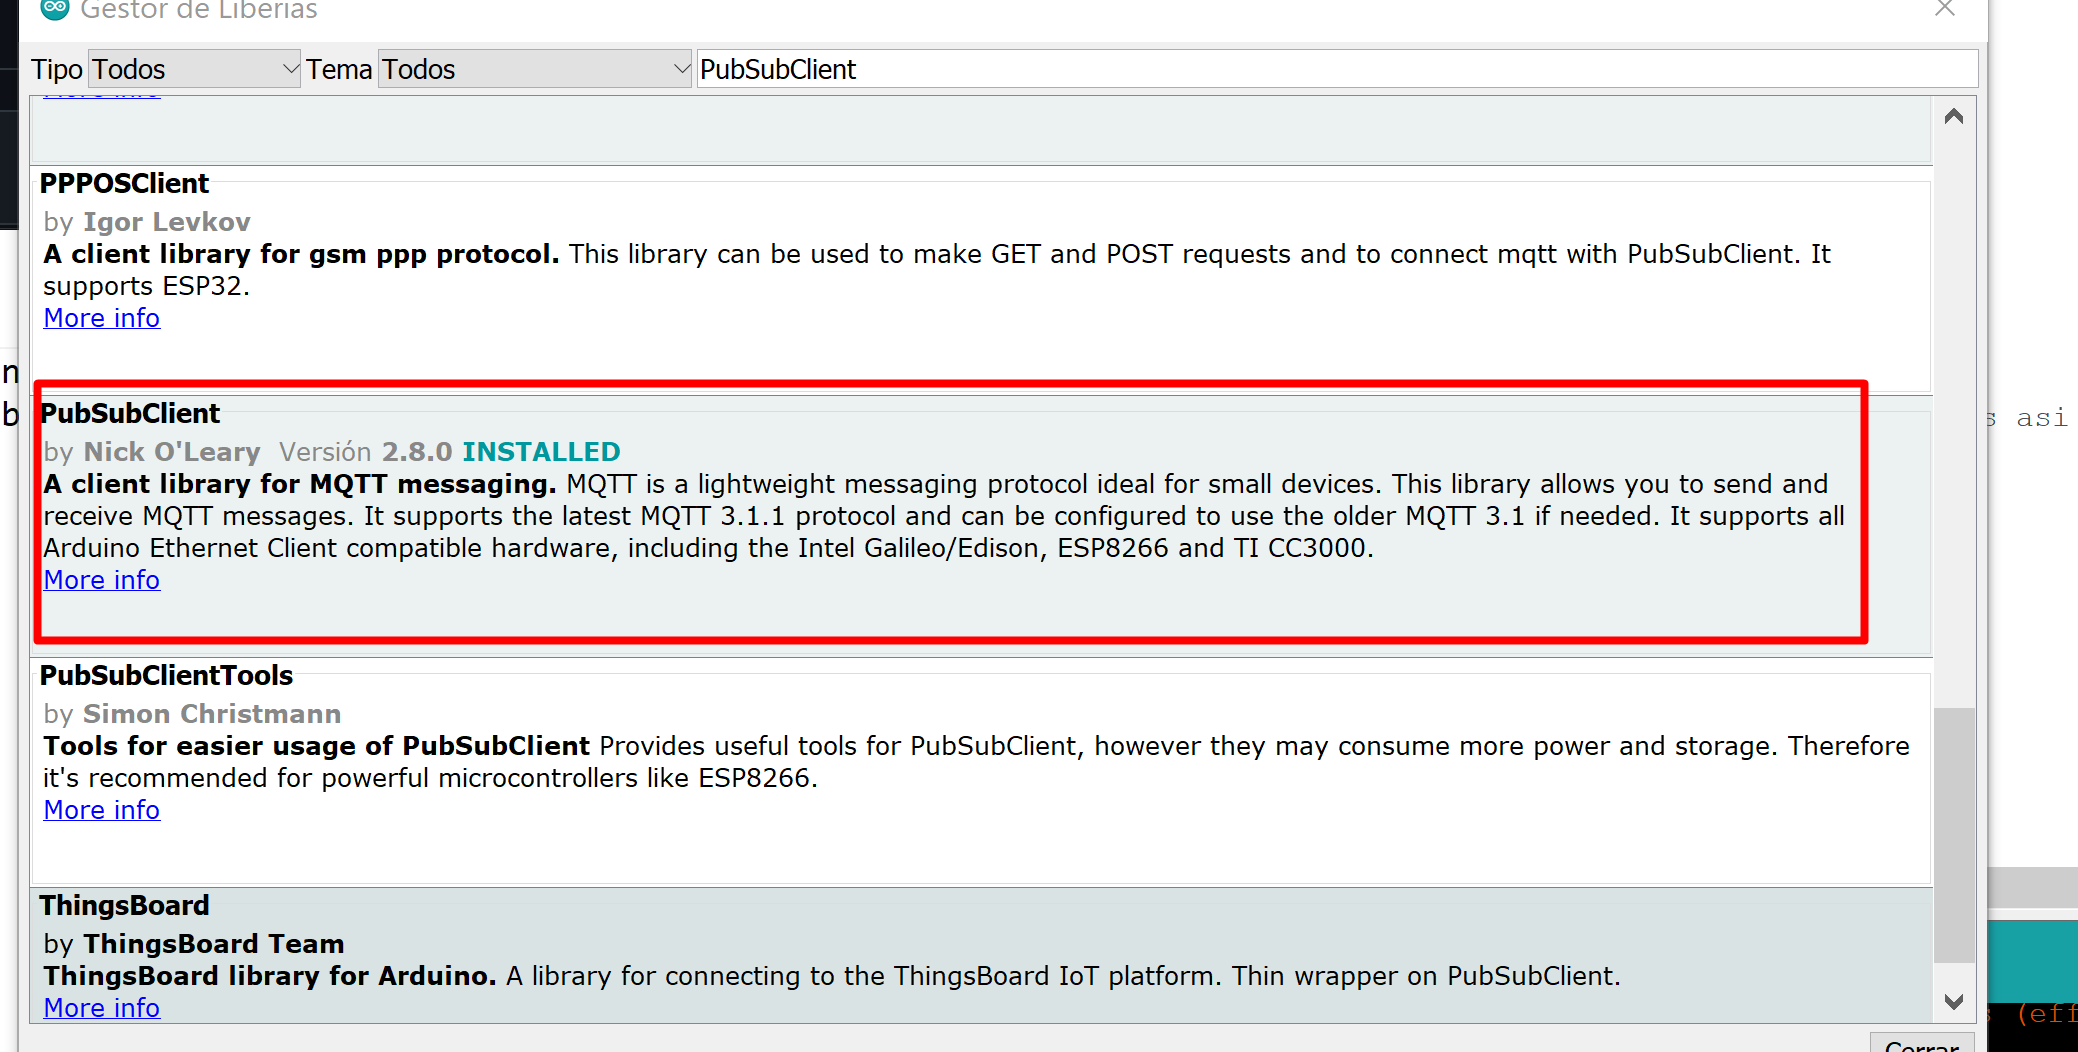 Gestor de Liberias
Tipo Todos Tema Todos PubSubClient
More info
PPPOSClient
by Igor Levkov
A client library for gsm ppp protocol. This library can be used to make GET and POST requests and to connect mqtt with PubSubClient. It
supports ESP32.
More info
n
b
PubSubClient
s asi
by Nick O'Leary Versión 2.8.0 INSTALLED
A client library for MQTT messaging. MQTT is a lightweight messaging protocol ideal for small devices. This library allows you to send and
receive MQTT messages. It supports the latest MQTT 3.1.1 protocol and can be configured to use the older MQTT 3.1 if needed. It supports all
Arduino Ethernet Client compatible hardware, including the Intel Galileo/Edison, ESP8266 and TI CC3000.
More info
PubSubClientTools
by Simon Christmann
Tools for easier usage of PubSubClient Provides useful tools for PubSubClient, however they may consume more power and storage. Therefore
it's recommended for powerful microcontrollers like ESP8266.
More info
ThingsBoard
by ThingsBoard Team
ThingsBoard library for Arduino. A library for connecting to the ThingsBoard IoT platform. Thin wrapper on PubSubClient.
More info
s (eff
Cerrar